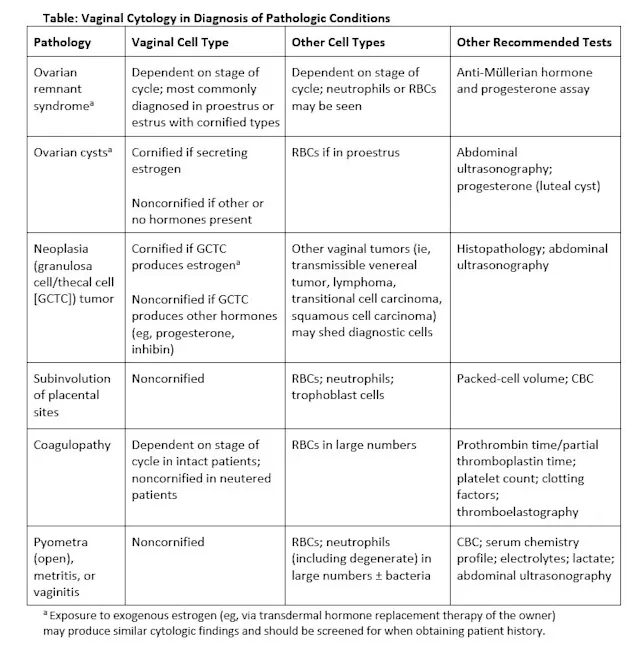 Table: Vaginal Cytology in Diagnosis of Pathologic Conditions
Pathology
Vaginal Cell Type
Other Cell Types
Other Recommended Tests
Ovarian
remnant
syndromeᵃ
Dependent on stage of
cycle; most commonly
diagnosed in proestrus or
estrus with cornified types
Dependent on stage of
cycle; neutrophils or RBCs
may be seen
Anti-Müllerian hormone
and progesterone assay
Ovarian cystsᵃ
Cornified if secreting
estrogen
Noncornified if other or
no hormones present
RBCs if in proestrus
Abdominal
ultrasonography;
progesterone (luteal cyst)
Neoplasia
(granulosa
cell/thecal cell
[GCTC]) tumor
Cornified if GCTC
produces estrogenᵃ
Noncornified if GCTC
produces other hormones
(eg, progesterone,
inhibin)
Other vaginal tumors (ie,
transmissible venereal
tumor, lymphoma,
transitional cell carcinoma,
squamous cell carcinoma)
may shed diagnostic cells
Histopathology; abdominal
ultrasonography
Subinvolution
of placental
sites
Noncornified
RBCs; neutrophils;
trophoblast cells
Packed-cell volume; CBC
Coagulopathy
Dependent on stage of
cycle in intact patients;
noncornified in neutered
patients
RBCs in large numbers
Prothrombin time/partial
thromboplastin time;
platelet count; clotting
factors;
thromboelastography
Pyometra
(open),
metritis, or
vaginitis
Noncornified
RBCs; neutrophils
(including degenerate) in
large numbers ± bacteria
CBC; serum chemistry
profile; electrolytes; lactate;
abdominal ultrasonography
ᵃ Exposure to exogenous estrogen (eg, via transdermal hormone replacement therapy of the owner)
may produce similar cytologic findings and should be screened for when obtaining patient history.